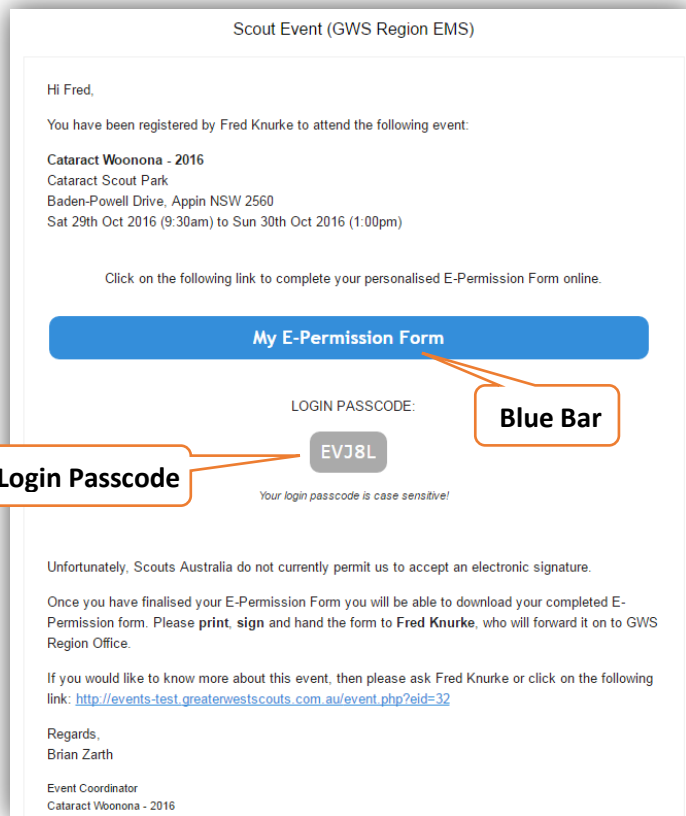 Scout Event (GWS Region EMS)
Hi Fred,
You have been registered by Fred Knurke to attend the following event:
Cataract Woonona - 2016
Cataract Scout Park
Baden-Powell Drive, Appin NSW 2560
Sat 29th Oct 2016 (9:30am) to Sun 30th Oct 2016 (1:00pm)
Click on the following link to complete your personalised E-Permission Form online.
My E-Permission Form
LOGIN PASSCODE:
Blue Bar
EVJ8L
Login Passcode
Your login passcode is case sensitive!
Unfortunately, Scouts Australia do not currently permit us to accept an electronic signature.
Once you have finalised your E-Permission Form you will be able to download your completed E-
Permission form. Please print, sign and hand the form to Fred Knurke, who will forward it on to GWS
Region Office.
If you would like to know more about this event, then please ask Fred Knurke or click on the following
link: http://events-test.greaterwestscouts.com.au/event.php?eid=32
Regards,
Brian Zarth
Event Coordinator
Cataract Woonona - 2016